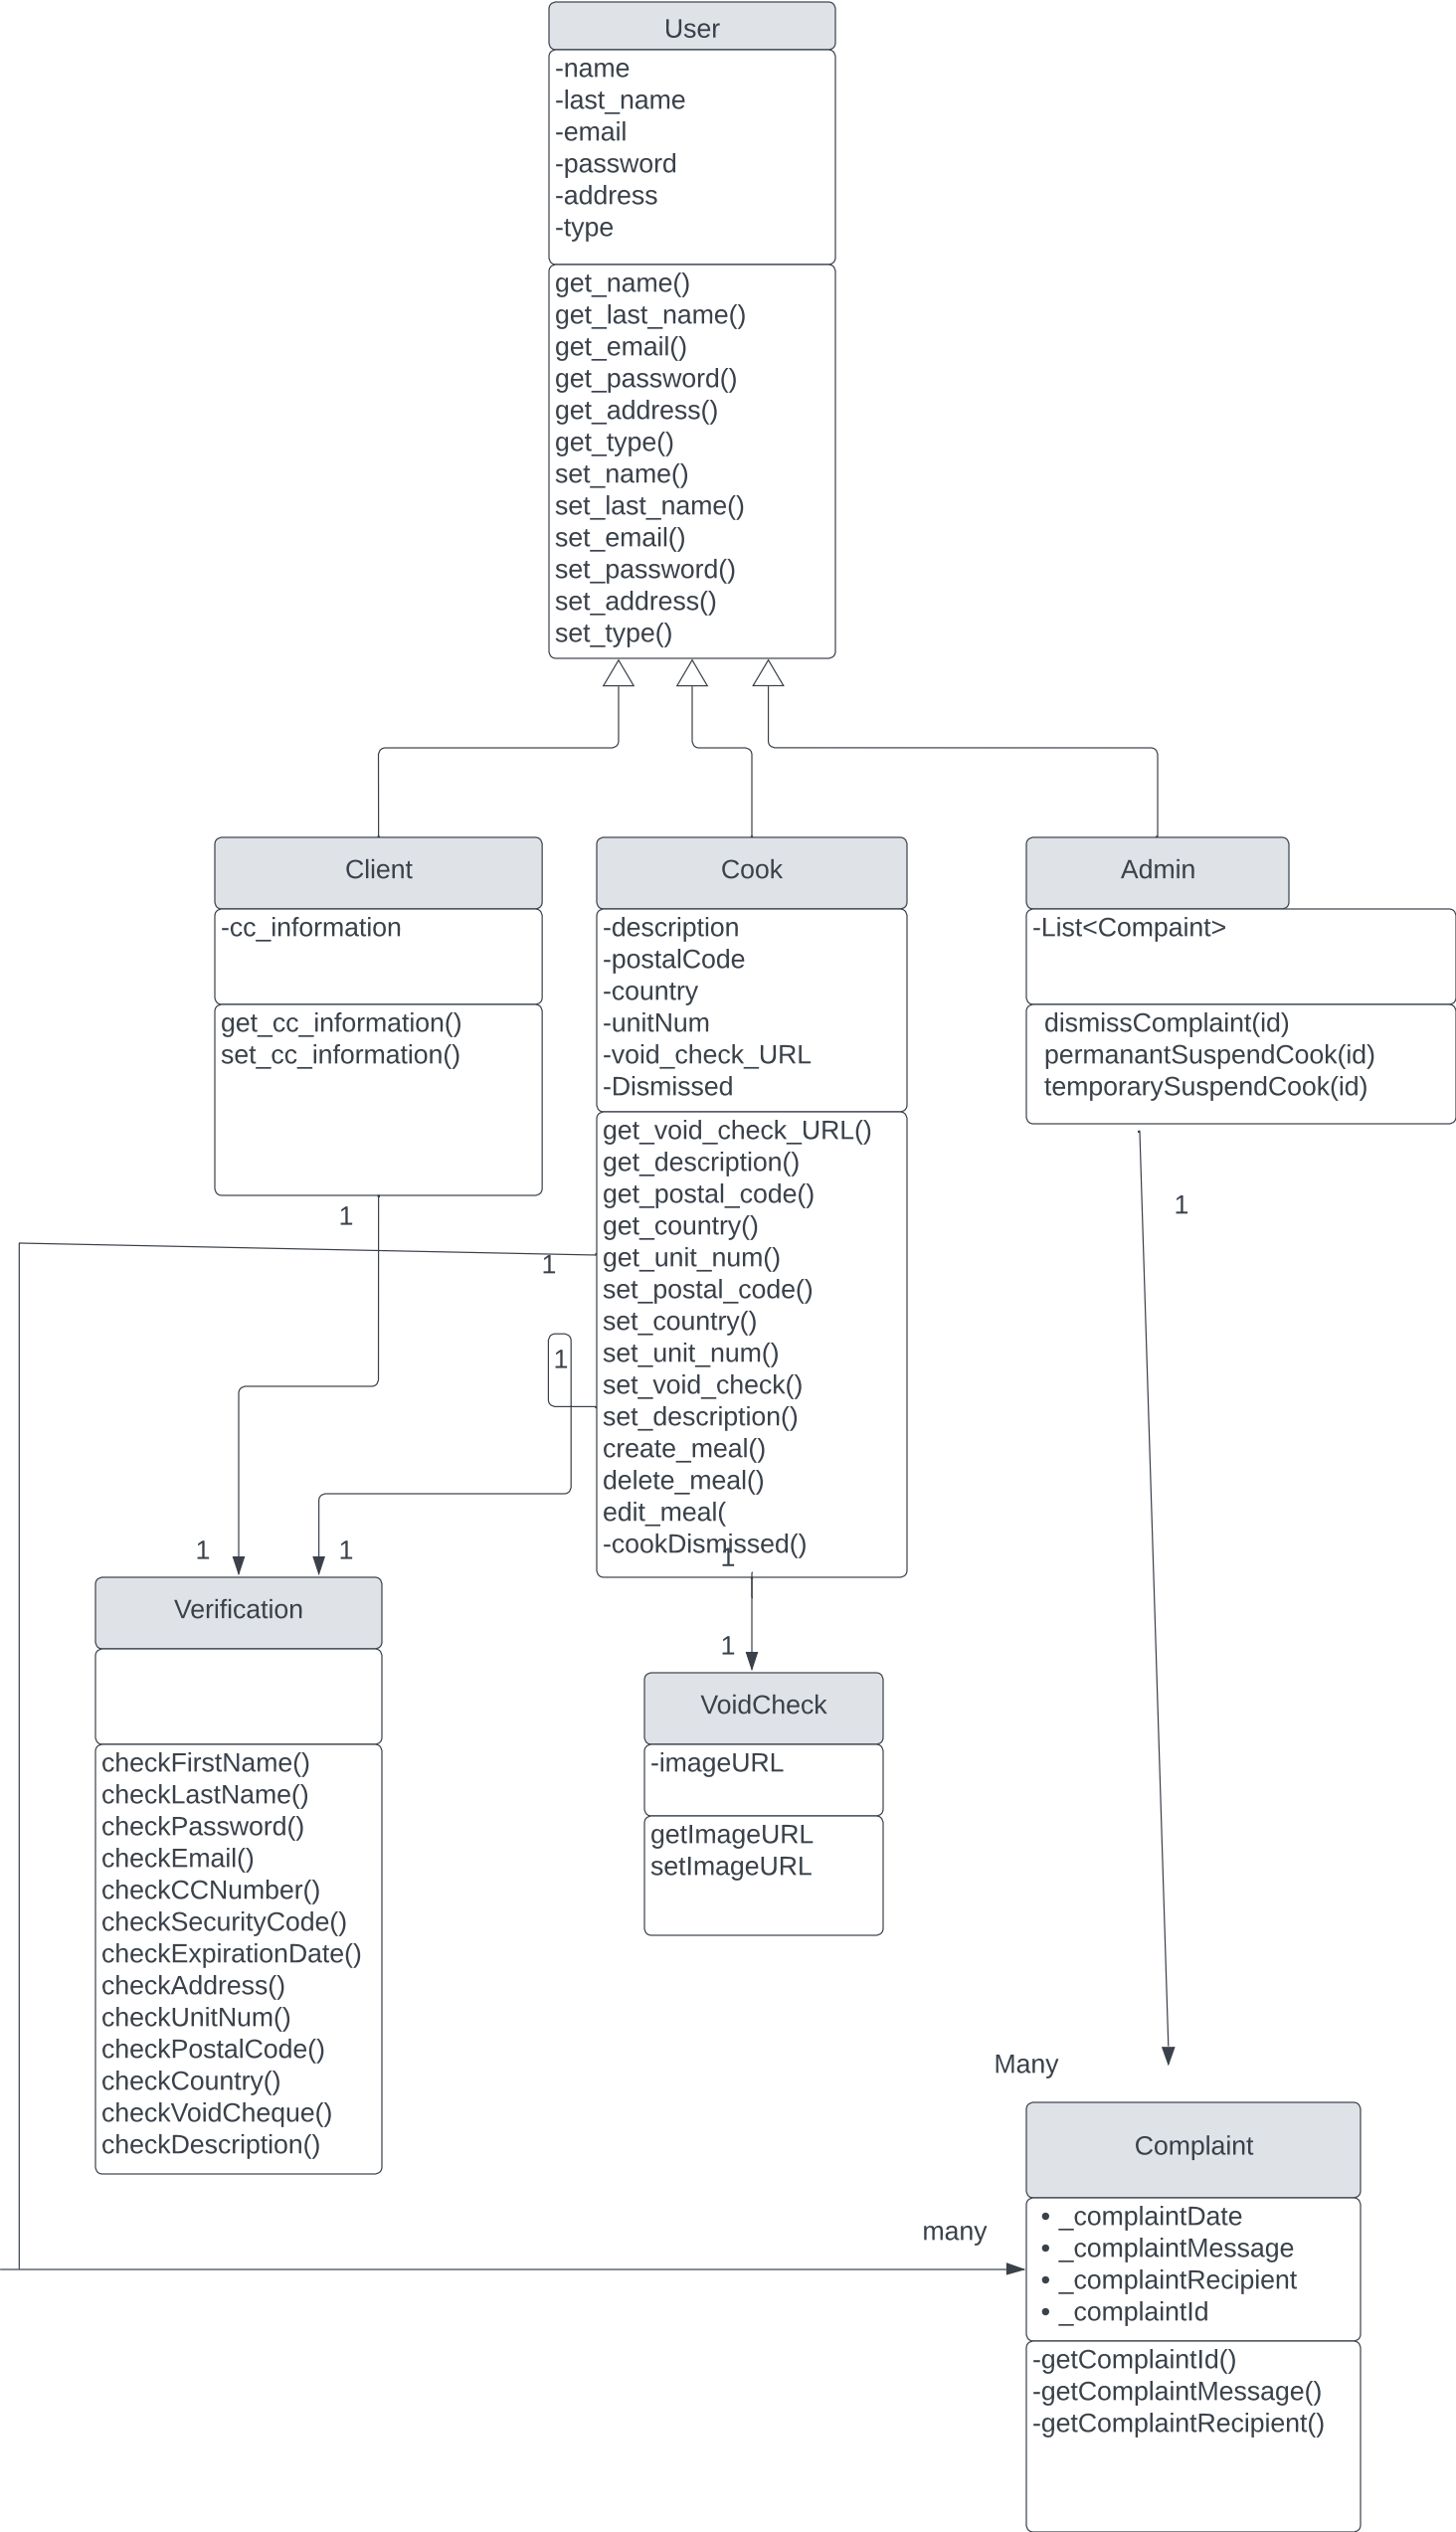 User
-name
-last_name
-email
-password
-address
-type
get_name()
get_last_name()
get_email()
get_password()
get_address()
get_type()
set_name()
set_last_name()
set_email()
set_password()
set_address()
set_type()
Client
-cc_information
get_cc_information()
set_cc_information()
1
Cook
-description
-postalCode
-country
-unitNum
-void_check_URL
-Dismissed
get_void_check_URL()
get_description()
get_postal_code()
get_country()
get_unit_num()
set_postal_code()
set_country()
set_unit_num()
set_void_check()
set_description()
create_meal()
delete_meal()
edit_meal(
-cookDismissed()
1
1
1
Admin
-List<Compaint>
dismissComplaint(id)
permanantSuspendCook(id)
temporarySuspendCook(id)
1
1
1
Verification
checkFirstName()
checkLastName()
checkPassword()
checkEmail()
checkCCNumber()
checkSecurityCode()
checkExpirationDate()
checkAddress()
checkUnitNum()
checkPostalCode()
checkCountry()
checkVoidCheque()
checkDescription()
1
VoidCheck
-imageURL
getImageURL
setImageURL
Many
many
Complaint
• _complaintDate
• _complaintMessage
• _complaintRecipient
• _complaintId
-getComplaintId()
-getComplaintMessage()
-getComplaintRecipient()